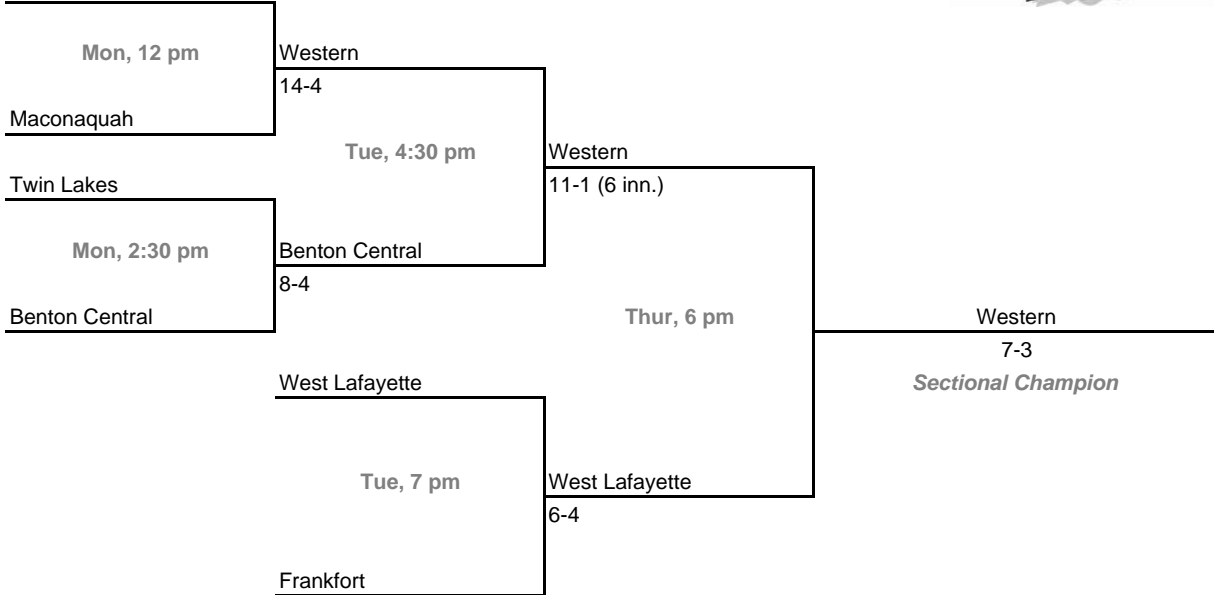 Mon, 12 pm
Western
14-4
Maconaquah
Tue, 4:30 pm
Western
Twin Lakes
11-1 (6 inn.)
Mon, 2:30 pm
Benton Central
8-4
Benton Central
Thur, 6 pm
Western
7-3
West Lafayette
Sectional Champion
Tue, 7 pm
West Lafayette
6-4
Frankfort